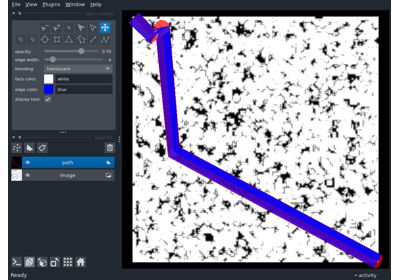 File View Plugins Window Help
opacity: 0.70
edge width: 4
blending: translucent
face color: white
edge color: blue
display text: ✓
path
Image
Ready
activity